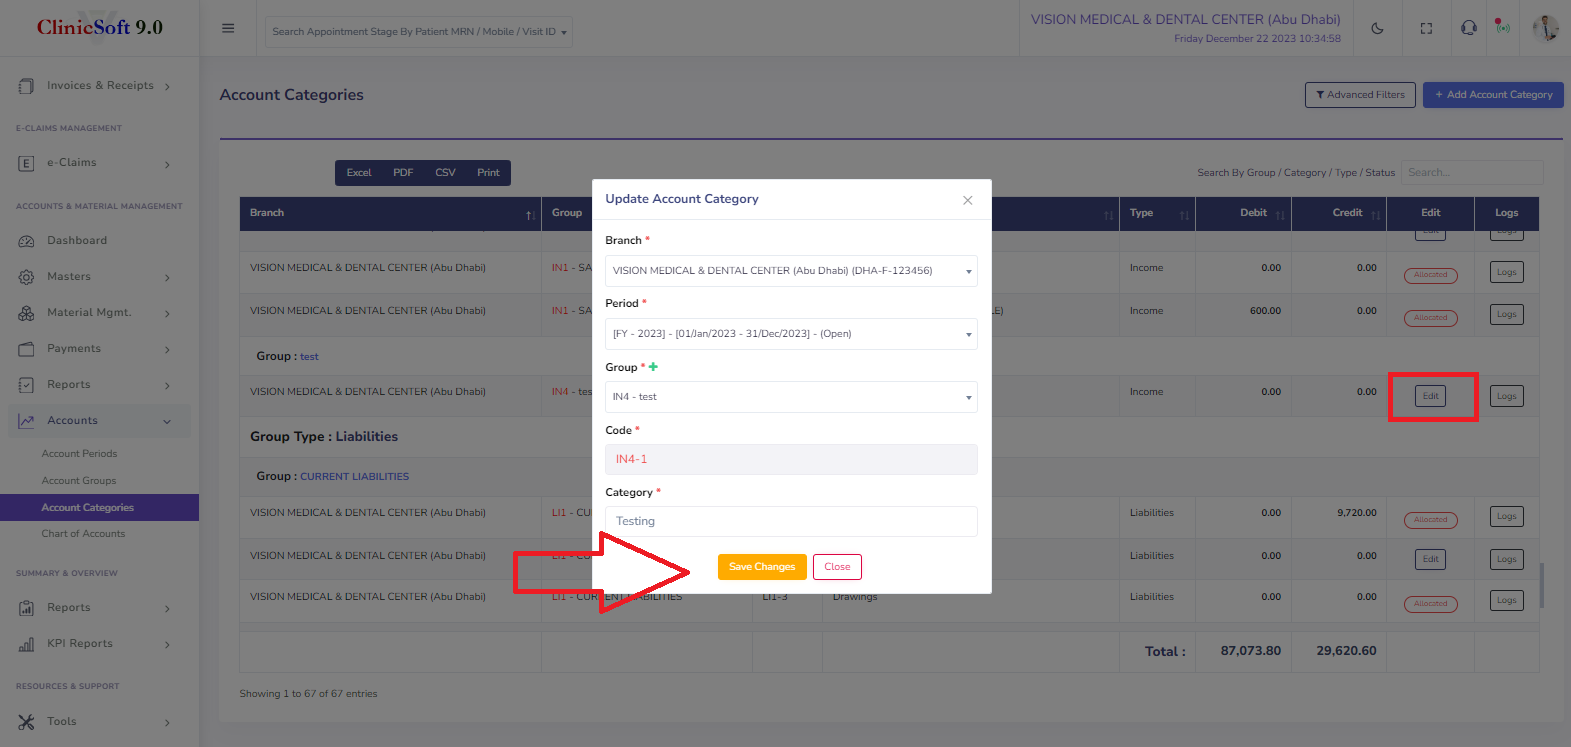 ClinicSoft 9.0
Search Appointment Stage By Patient MRN / Mobile / Visit ID
VISION MEDICAL & DENTAL CENTER (Abu Dhabi)
Friday December 22 2023 10:34:58
Invoices & Receipts
E-CLAIMS MANAGEMENT
e-Claims
ACCOUNTS & MATERIAL MANAGEMENT
Dashboard
Masters
Material Mgmt.
Payments
Reports
Accounts
Account Periods
Account Groups
Account Categories
Chart of Accounts
SUMMARY & OVERVIEW
Reports
KPI Reports
RESOURCES & SUPPORT
Tools
Account Categories
Advanced Filters
+ Add Account Category
Excel PDF CSV Print
Search By Group / Category / Type / Status Search...
Branch Group Type Debit Credit Edit Logs
VISION MEDICAL & DENTAL CENTER (Abu Dhabi) Edit Logs
VISION MEDICAL & DENTAL CENTER (Abu Dhabi) IN1 - SA Income 0.00 0.00 Allocated Logs
VISION MEDICAL & DENTAL CENTER (Abu Dhabi) IN1 - SA LE) Income 600.00 0.00 Allocated Logs
Group : test
VISION MEDICAL & DENTAL CENTER (Abu Dhabi) IN4 - tes Income 0.00 0.00 Edit Logs
Group Type : Liabilities
Group : CURRENT LIABILITIES
VISION MEDICAL & DENTAL CENTER (Abu Dhabi) LI1 - CU Liabilities 0.00 9,720.00 Allocated Logs
VISION MEDICAL & DENTAL CENTER (Abu Dhabi) LI1 - CU Liabilities 0.00 0.00 Edit Logs
VISION MEDICAL & DENTAL CENTER (Abu Dhabi) LI1 - CURRENT LIABILITIES LI1-3 Drawings Liabilities 0.00 0.00 Allocated Logs
Total : 87,073.80 29,620.60
Showing 1 to 67 of 67 entries
Update Account Category
Branch *
VISION MEDICAL & DENTAL CENTER (Abu Dhabi) (DHA-F-123456)
Period *
[FY - 2023] - [01/Jan/2023 - 31/Dec/2023] - (Open)
Group * +
IN4 - test
Code *
IN4-1
Category *
Testing
Save Changes Close